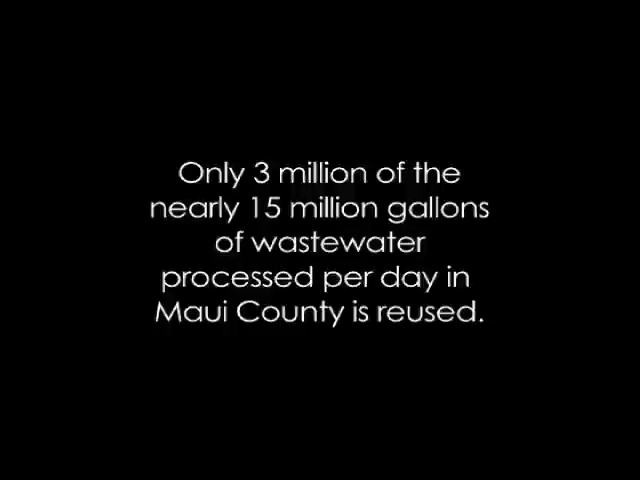 Only 3 million of the
nearly 15 million gallons
of wastewater
processed per day in
Maui County is reused.